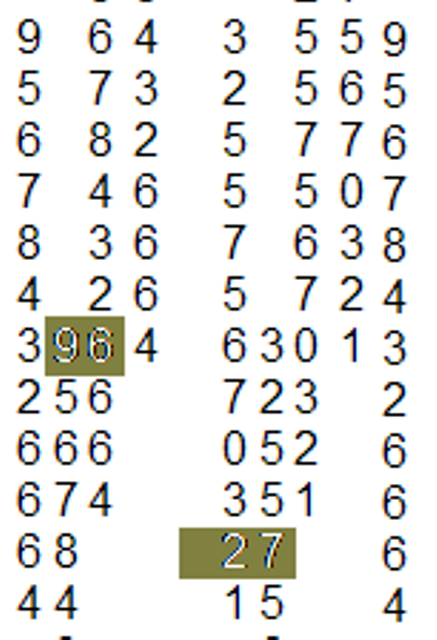 9 6 4 3 5 5 9
5 7 3 2 5 6 5
6 8 2 5 7 7 6
7 4 6 5 5 0 7
8 3 6 7 6 3 8
4 2 6 5 7 2 4
3 9 6 4 6 3 0 1 3
2 5 6 7 2 3 2
6 6 6 0 5 2 6
6 7 4 3 5 1 6
6 8 2 7 6
4 4 1 5 4